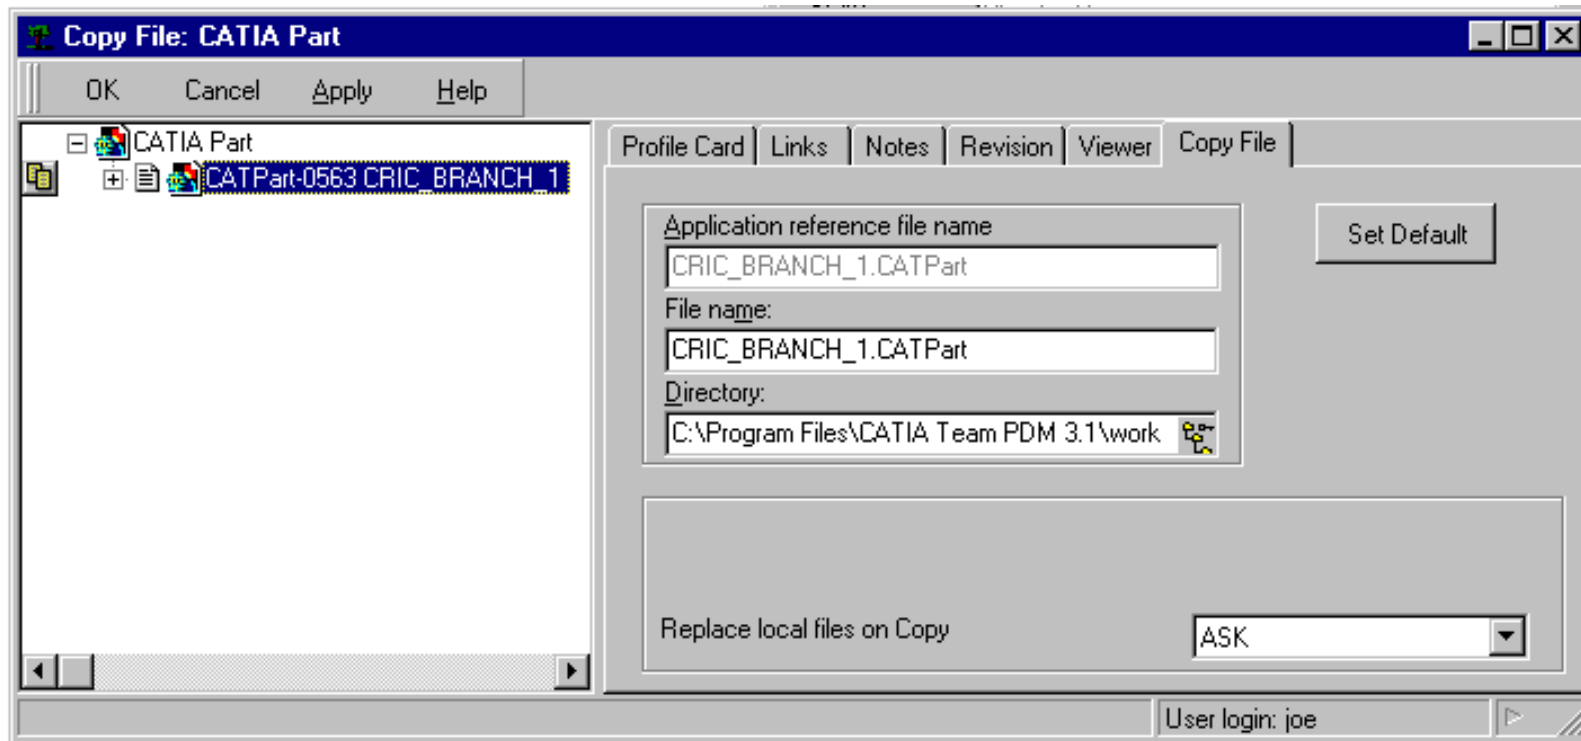 Copy File: CATIA Part
OK Cancel Apply Help
CATIA Part
CATPart-0563 CRIC_BRANCH_1
Profile Card Links Notes Revision Viewer Copy File
Application reference file name
CRIC_BRANCH_1.CATPart
File name:
CRIC_BRANCH_1.CATPart
Directory:
C:\Program Files\CATIA Team PDM 3.1\work
Set Default
Replace local files on Copy
ASK
User login: joe